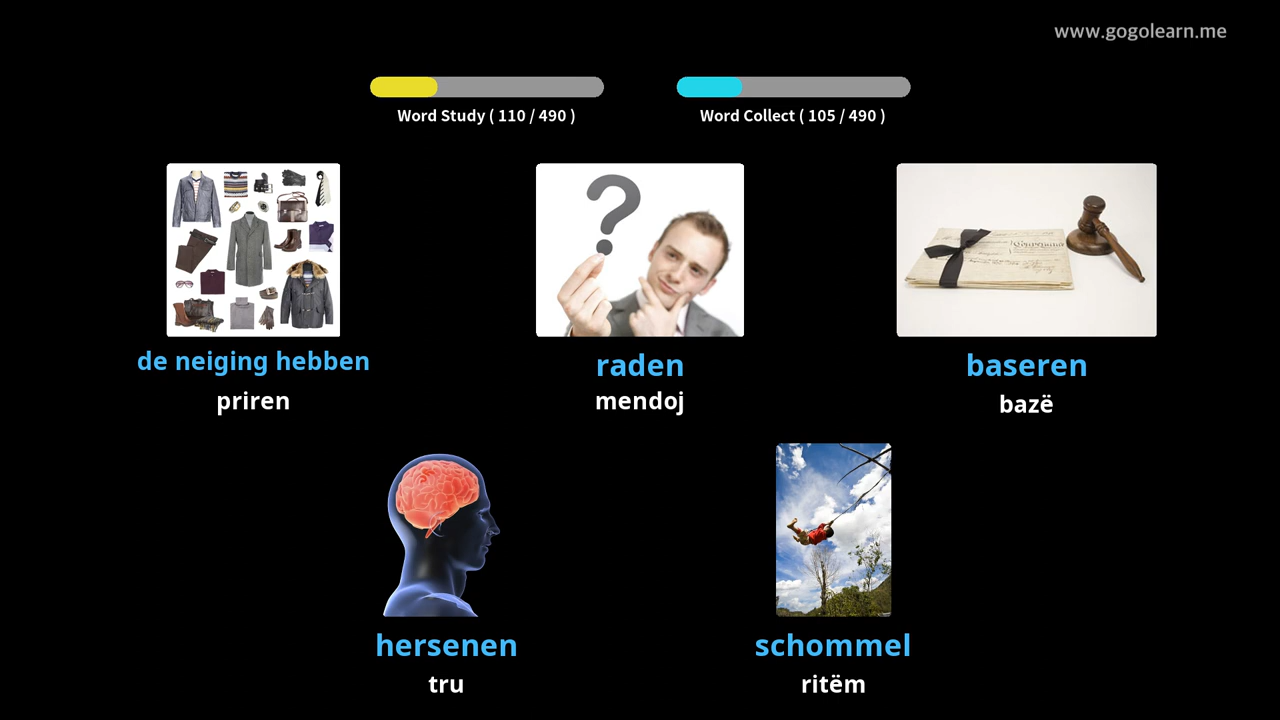 www.gogolearn.me
Word Study ( 110 / 490 )
Word Collect ( 105 / 490 )
de neiging hebben
priren
raden
mendoj
baseren
bazë
hersenen
tru
schommel
ritëm